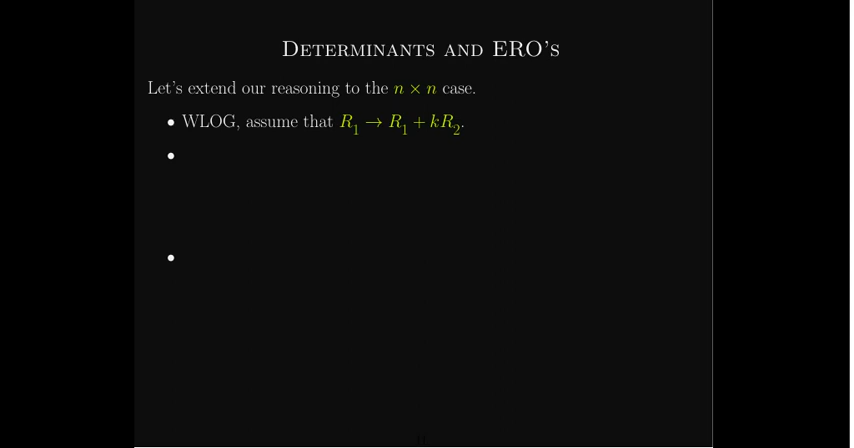 Determinants and ERO's
Let's extend our reasoning to the n × n case.
• WLOG, assume that R₁ → R₁ + kR₂.
•
•